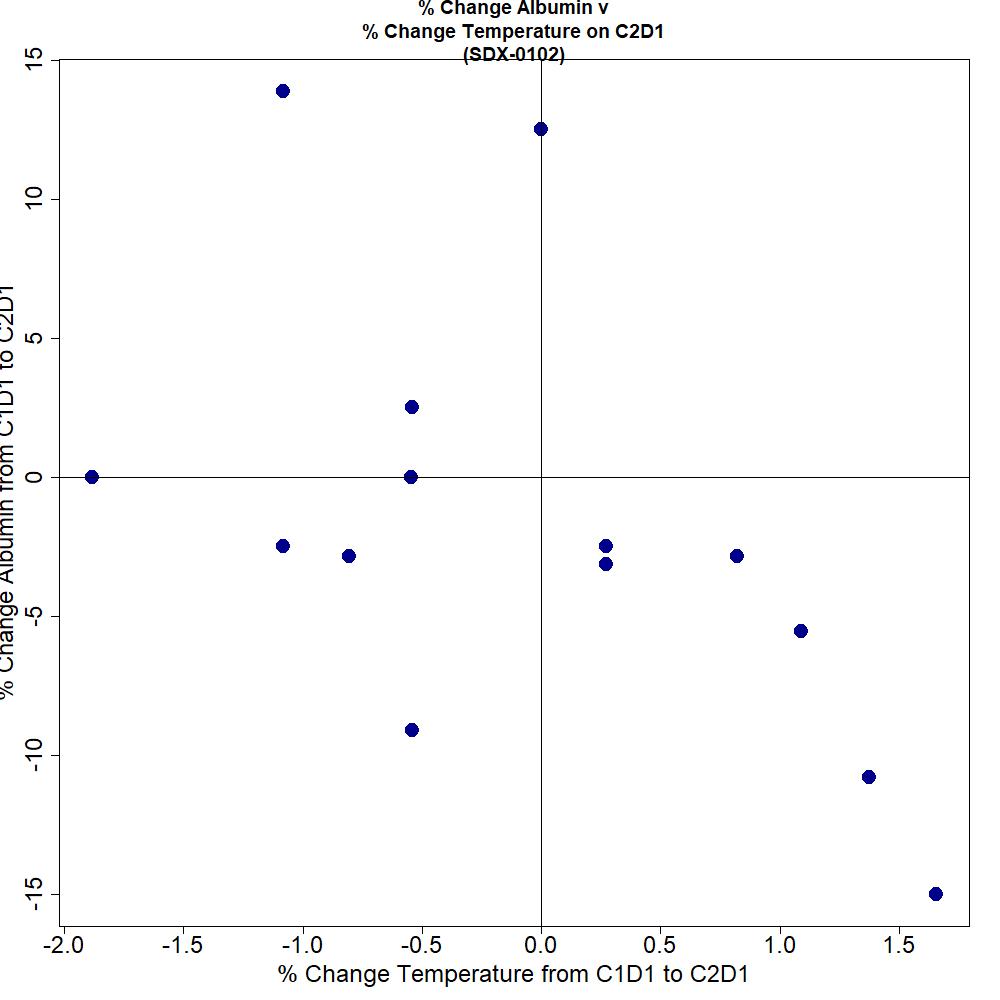 % Change Albumin v
% Change Temperature on C2D1
(SDX-0102)
% Change Albumin from C1D1 to C2D1
15
10
5
0
-5
-10
-15
-2.0 -1.5 -1.0 -0.5 0.0 0.5 1.0 1.5
% Change Temperature from C1D1 to C2D1